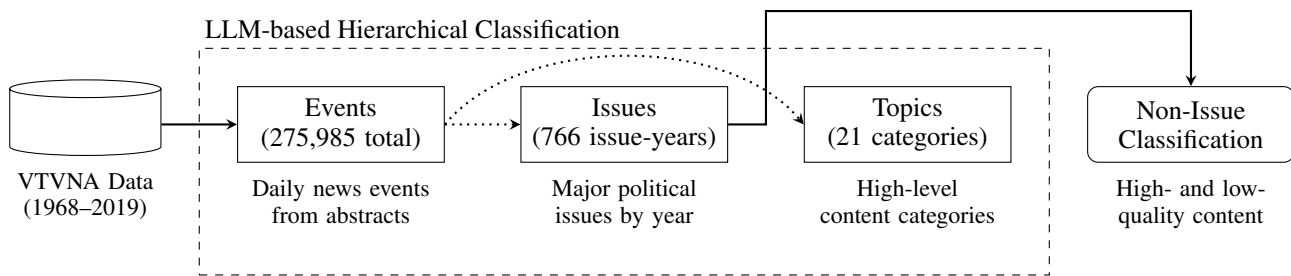 LLM-based Hierarchical Classification
VTVNA Data
(1968–2019)
Events
(275,985 total)
Daily news events
from abstracts
Issues
(766 issue-years)
Major political
issues by year
Topics
(21 categories)
High-level
content categories
Non-Issue
Classification
High- and low-
quality content